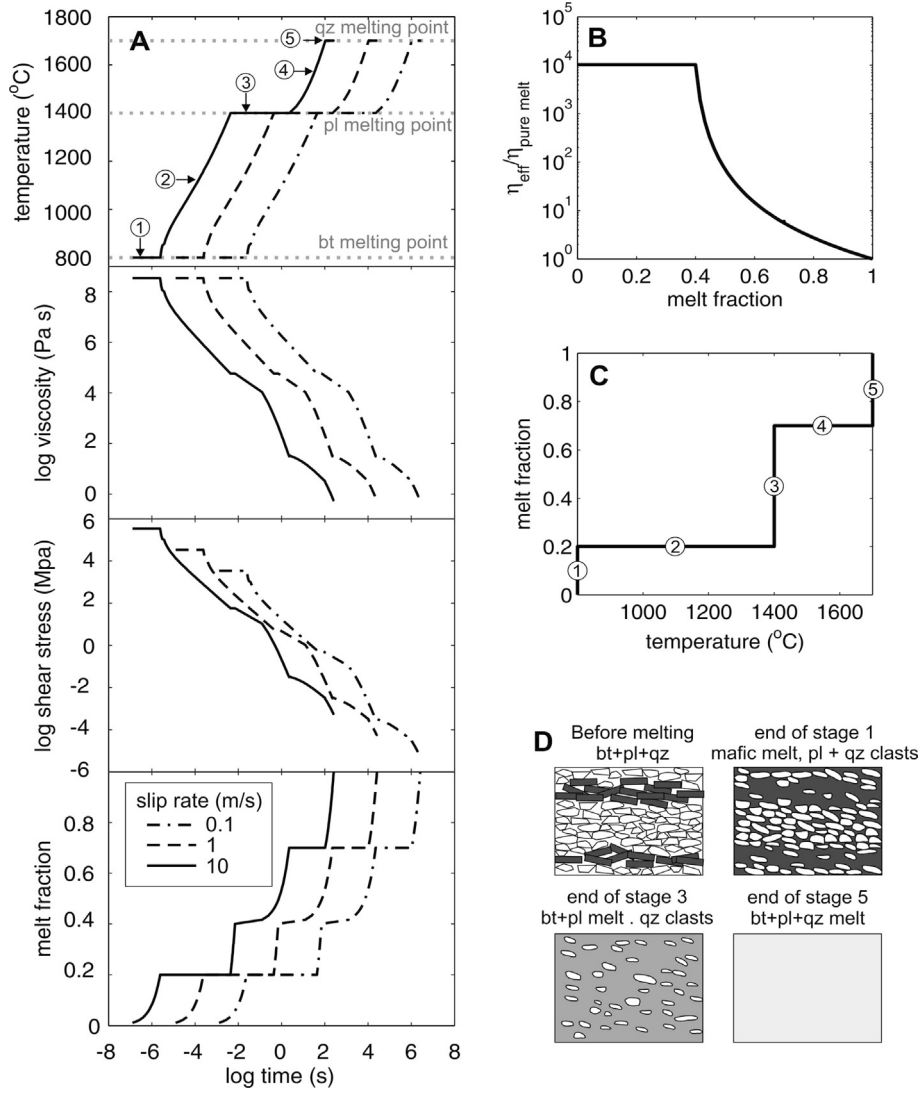 A
1800
1600
1400
1200
1000
800
temperature (°C)
qz melting point
pl melting point
bt melting point
1
2
3
4
5
8
6
4
2
0
log viscosity (Pa s)
6
4
2
0
-2
-4
-6
log shear stress (Mpa)
0.8
0.6
0.4
0.2
0
melt fraction
slip rate (m/s)
0.1
1
10
-8 -6 -4 -2 0 2 4 6 8
log time (s)
B
10^5
10^4
10^3
10^2
10^1
10^0
η_eff/η_pure melt
0 0.2 0.4 0.6 0.8 1
melt fraction
C
1
0.8
0.6
0.4
0.2
0
melt fraction
1
2
3
4
5
1000 1200 1400 1600
temperature (°C)
D
Before melting
bt+pl+qz
end of stage 1
mafic melt, pl + qz clasts
end of stage 3
bt+pl melt . qz clasts
end of stage 5
bt+pl+qz melt